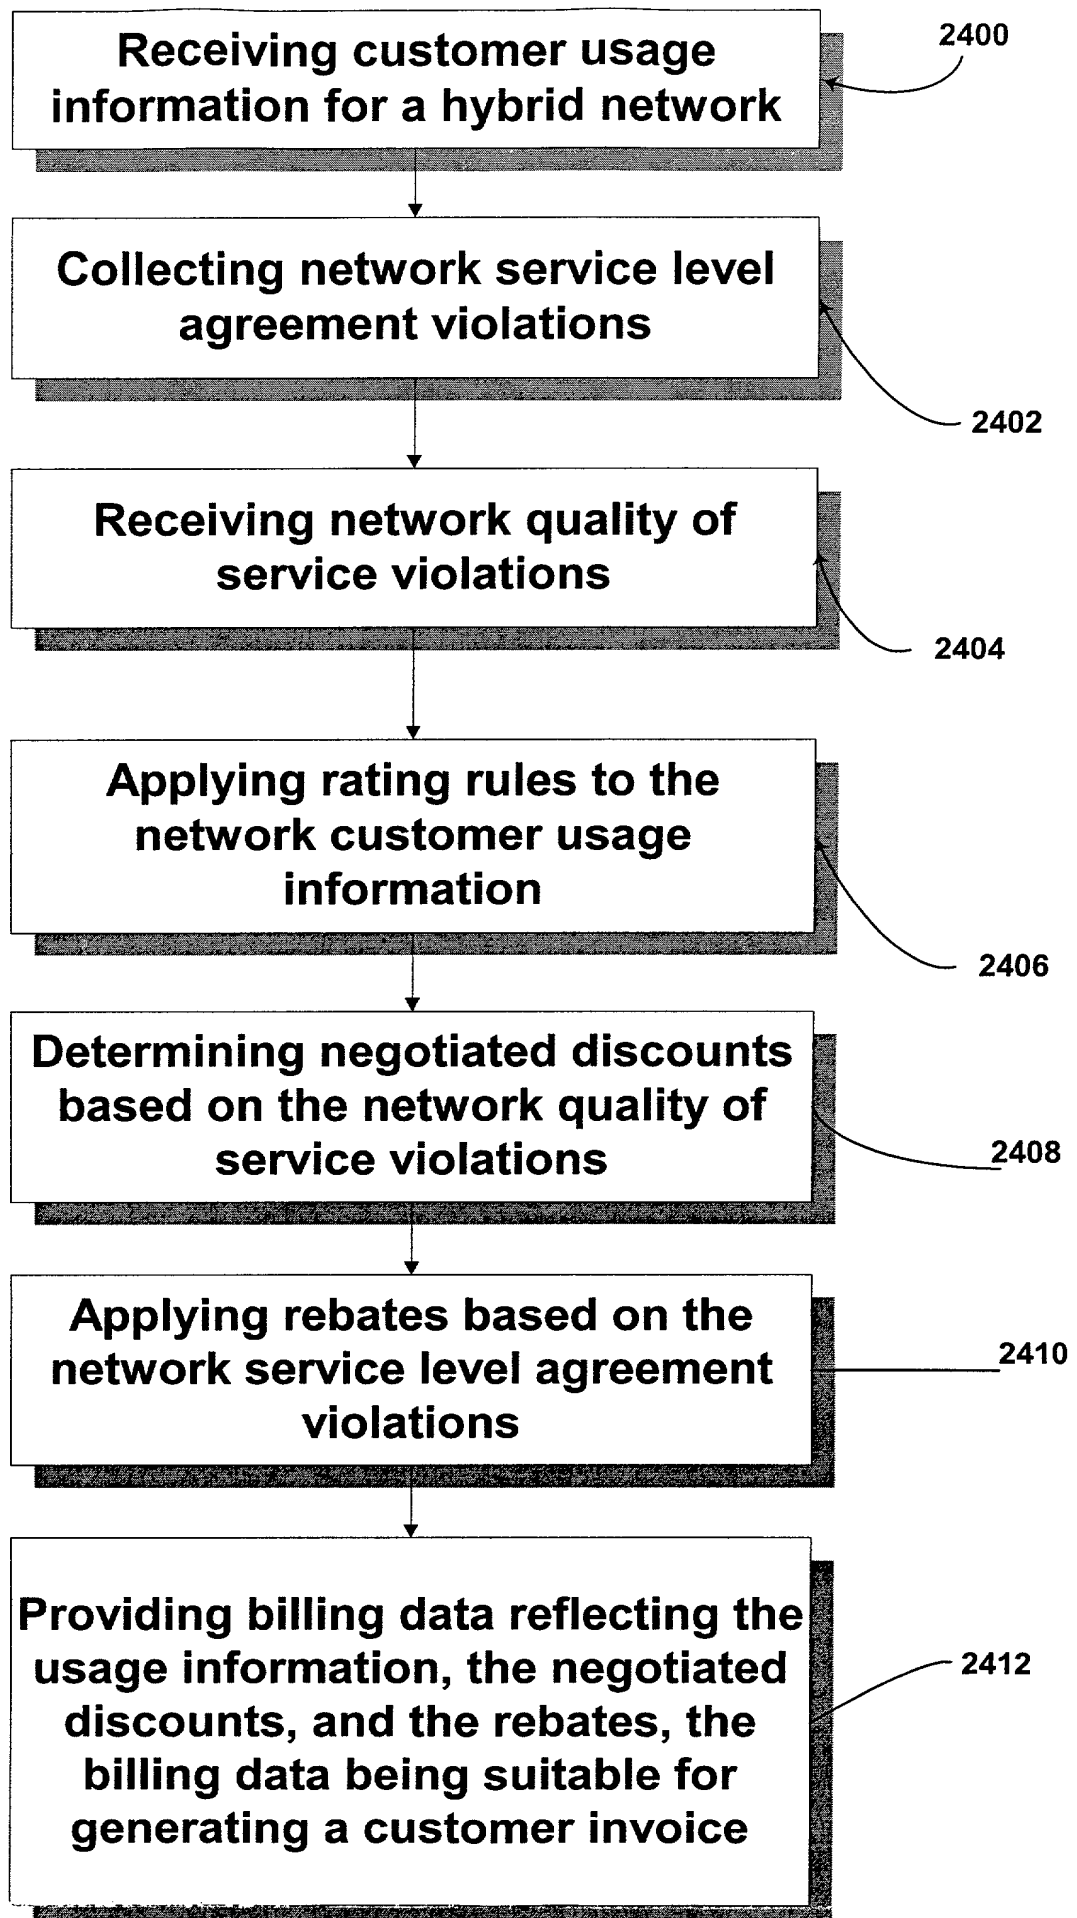 Receiving customer usage
information for a hybrid network
2400
Collecting network service level
agreement violations
2402
Receiving network quality of
service violations
2404
Applying rating rules to the
network customer usage
information
2406
Determining negotiated discounts
based on the network quality of
service violations
2408
Applying rebates based on the
network service level agreement
violations
2410
Providing billing data reflecting the
usage information, the negotiated
discounts, and the rebates, the
billing data being suitable for
generating a customer invoice
2412